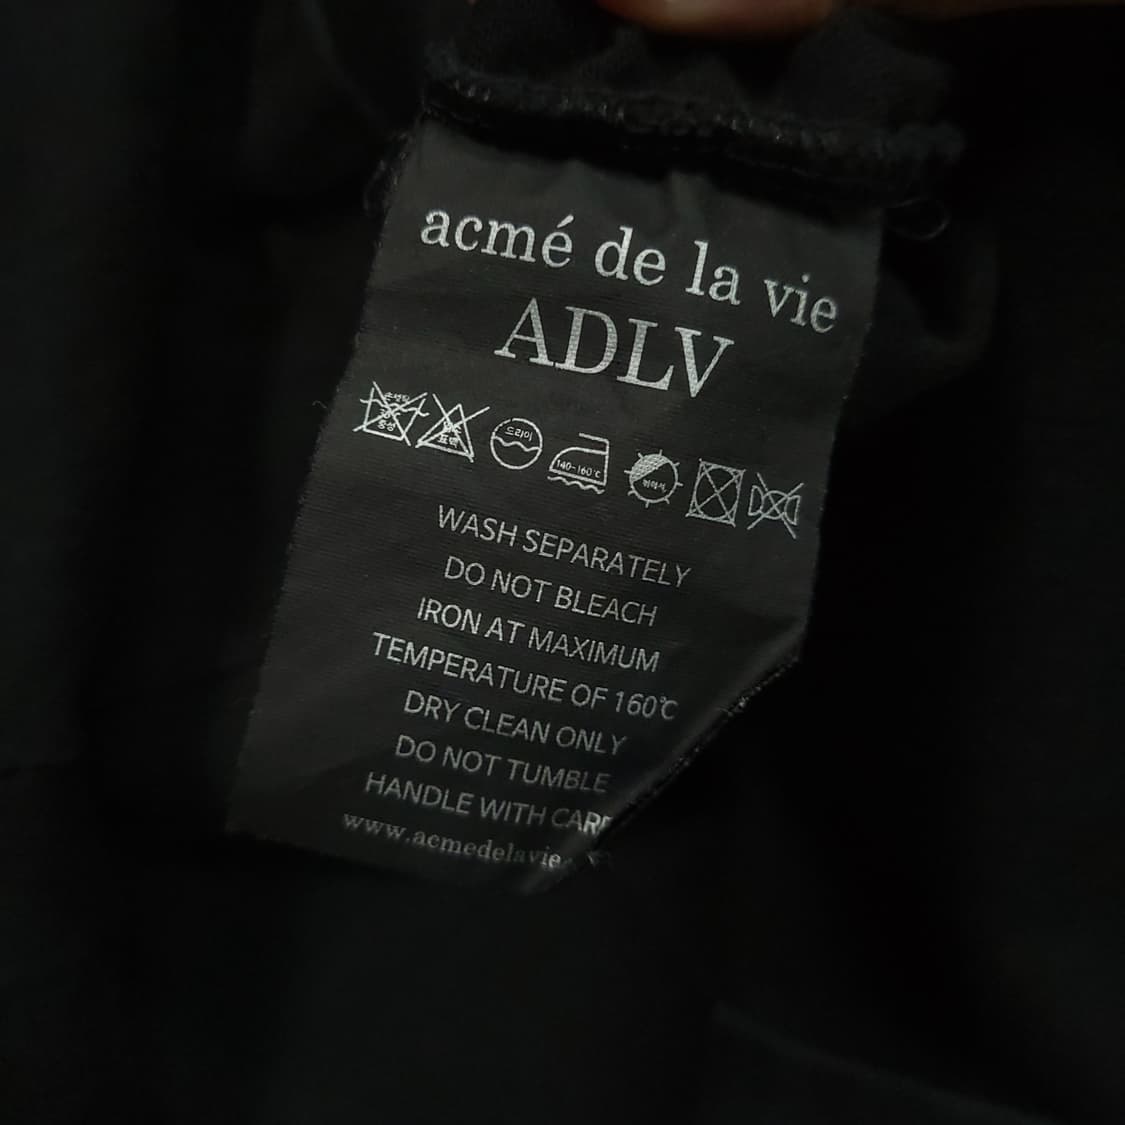 acmé de la vie
ADLV
드라이 140-160℃
WASH SEPARATELY
DO NOT BLEACH
IRON AT MAXIMUM
TEMPERATURE OF 160℃
DRY CLEAN ONLY
DO NOT TUMBLE
HANDLE WITH CARE
www.acmedelavie